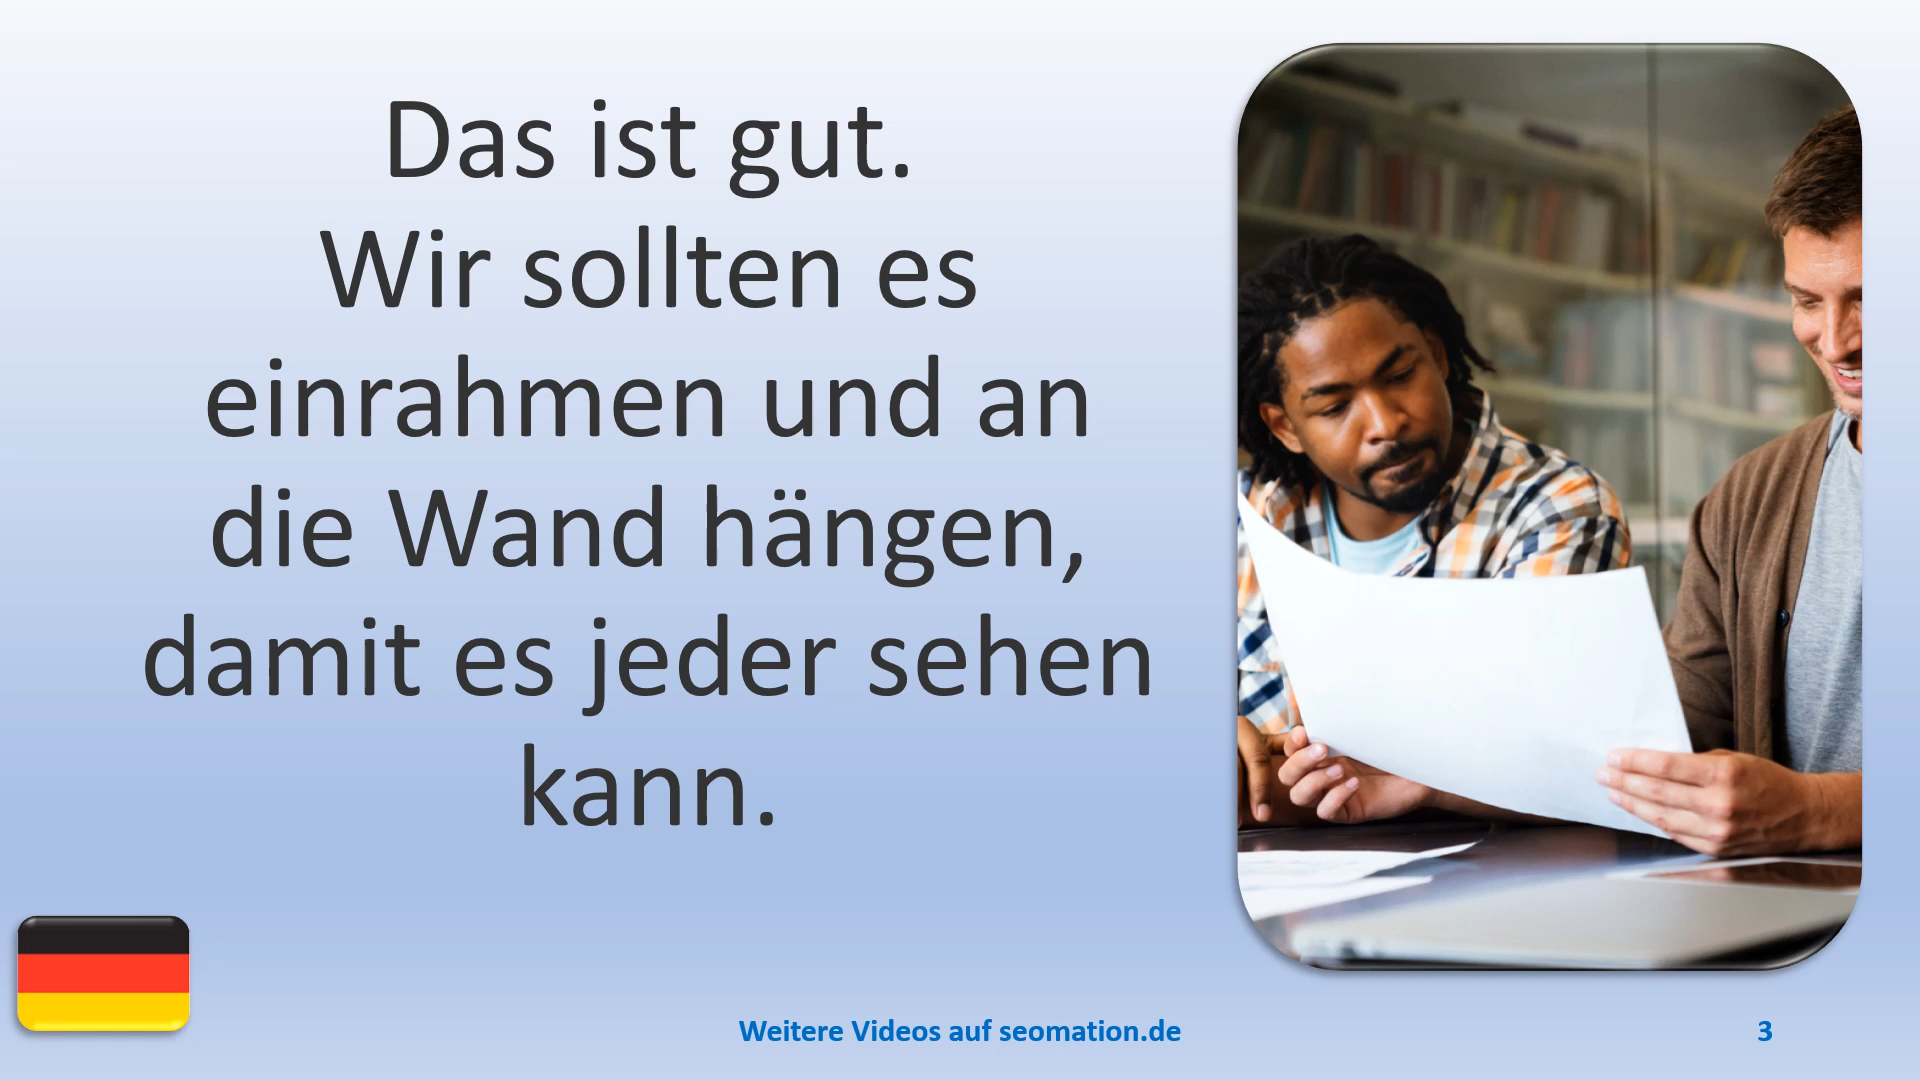 Das ist gut.
Wir sollten es
einrahmen und an
die Wand hängen,
damit es jeder sehen
kann.
Weitere Videos auf seomation.de
3